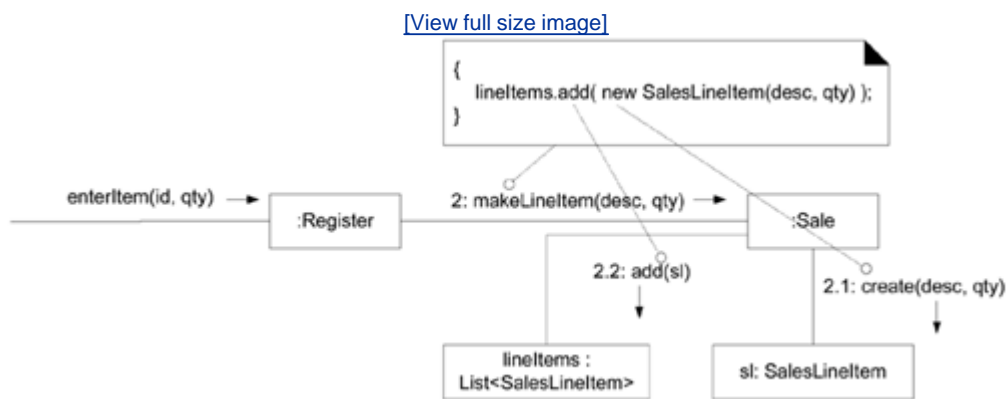 [View full size image]
{
lineItems.add( new SalesLineItem(desc, qty) );
}
enterItem(id, qty)
2: makeLineItem(desc, qty)
:Register
:Sale
2.2: add(sl)
2.1: create(desc, qty)
lineItems :
List<SalesLineItem>
sl: SalesLineItem